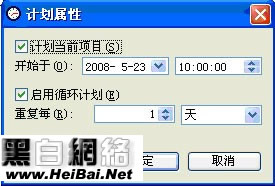 计划属性
计划当前项目(S)
开始于(O): 2008- 5-23 10:00:00
启用循环计划(E)
重复每(R): 1 天
定 取消
黑白網絡
www.HeiBai.Net